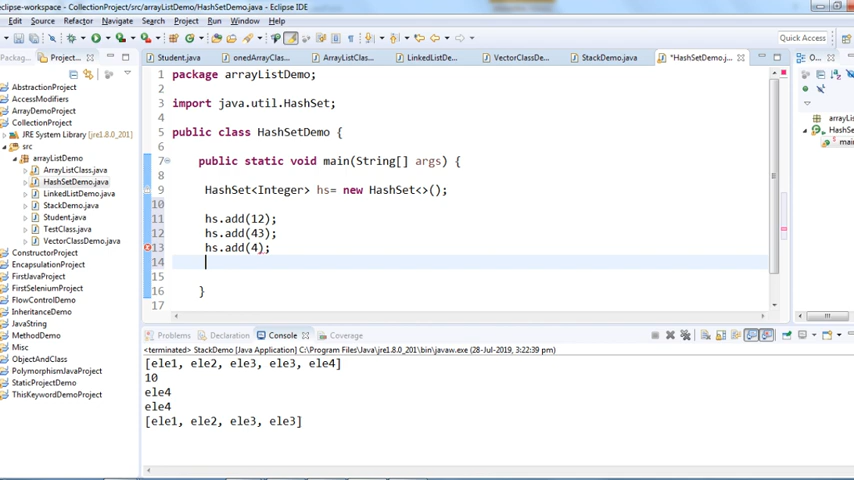 eclipse-workspace - CollectionProject/src/arrayListDemo/HashSetDemo.java - Eclipse IDE
Edit Source Refactor Navigate Search Project Run Window Help
Quick Access
Packag... Project...
Student.java onedArrayClas... ArrayListClas... LinkedListDe... VectorClassDe... StackDemo.java *HashSetDemo.j... O...
AbstractionProject
AccessModifiers
ArrayDemoProject
CollectionProject
JRE System Library [jre1.8.0_201]
src
arrayListDemo
ArrayListClass.java
HashSetDemo.java
LinkedListDemo.java
StackDemo.java
Student.java
TestClass.java
VectorClassDemo.java
ConstructorProject
EncapsulationProject
FirstJavaProject
FirstSeleniumProject
FlowControlDemo
InheritanceDemo
JavaString
MethodDemo
Misc
ObjectAndClass
PolymorphismJavaProject
StaticProjectDemo
ThisKeywordDemoProject
1 package arrayListDemo;
2
3 import java.util.HashSet;
4
5 public class HashSetDemo {
6
7 public static void main(String[] args) {
8
9 HashSet<Integer> hs= new HashSet<>();
10
11 hs.add(12);
12 hs.add(43);
13 hs.add(4);
14
15
16 }
17
arrayLi
HashSe
mai
Problems Declaration Console Coverage
<terminated> StackDemo [Java Application] C:\Program Files\Java\jre1.8.0_201\bin\javaw.exe (28-Jul-2019, 3:22:39 PM)
[ele1, ele2, ele3, ele3, ele4]
10
ele4
ele4
[ele1, ele2, ele3, ele3]